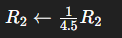 R₂ ← 1/4.5 R₂